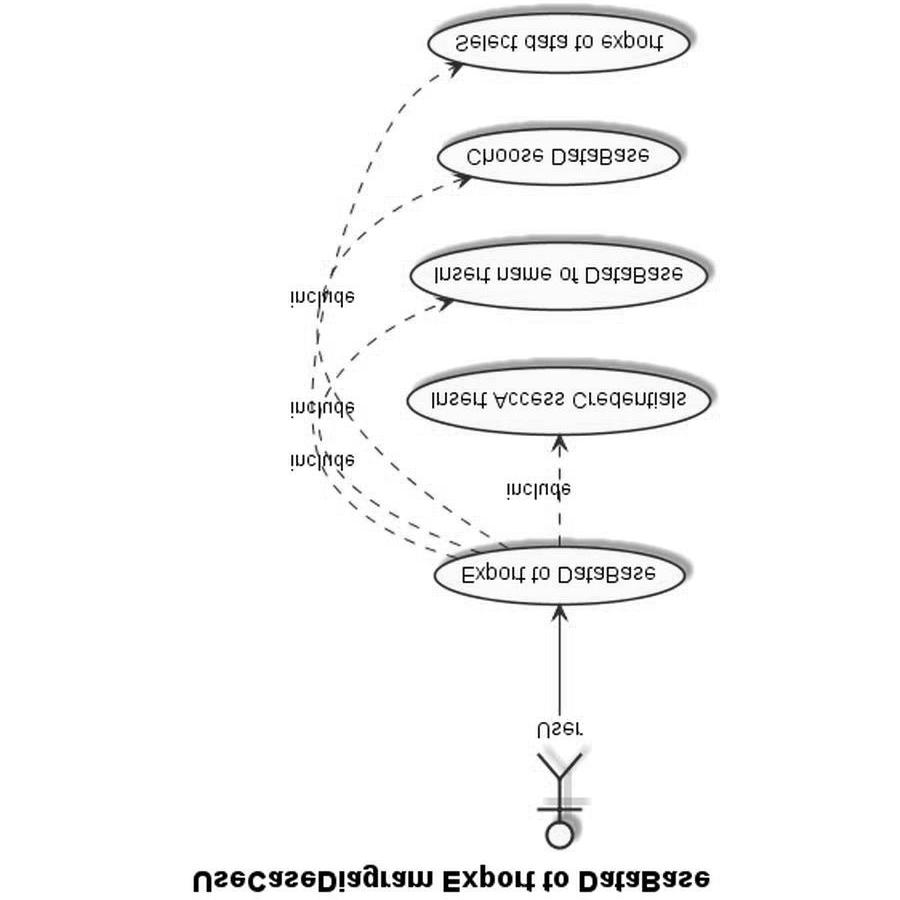 UseCaseDiagram Export to DataBase
User
Export to DataBase
include
Insert Access Credentials
include
include
Insert name of DataBase
include
Choose DataBase
Select data to export